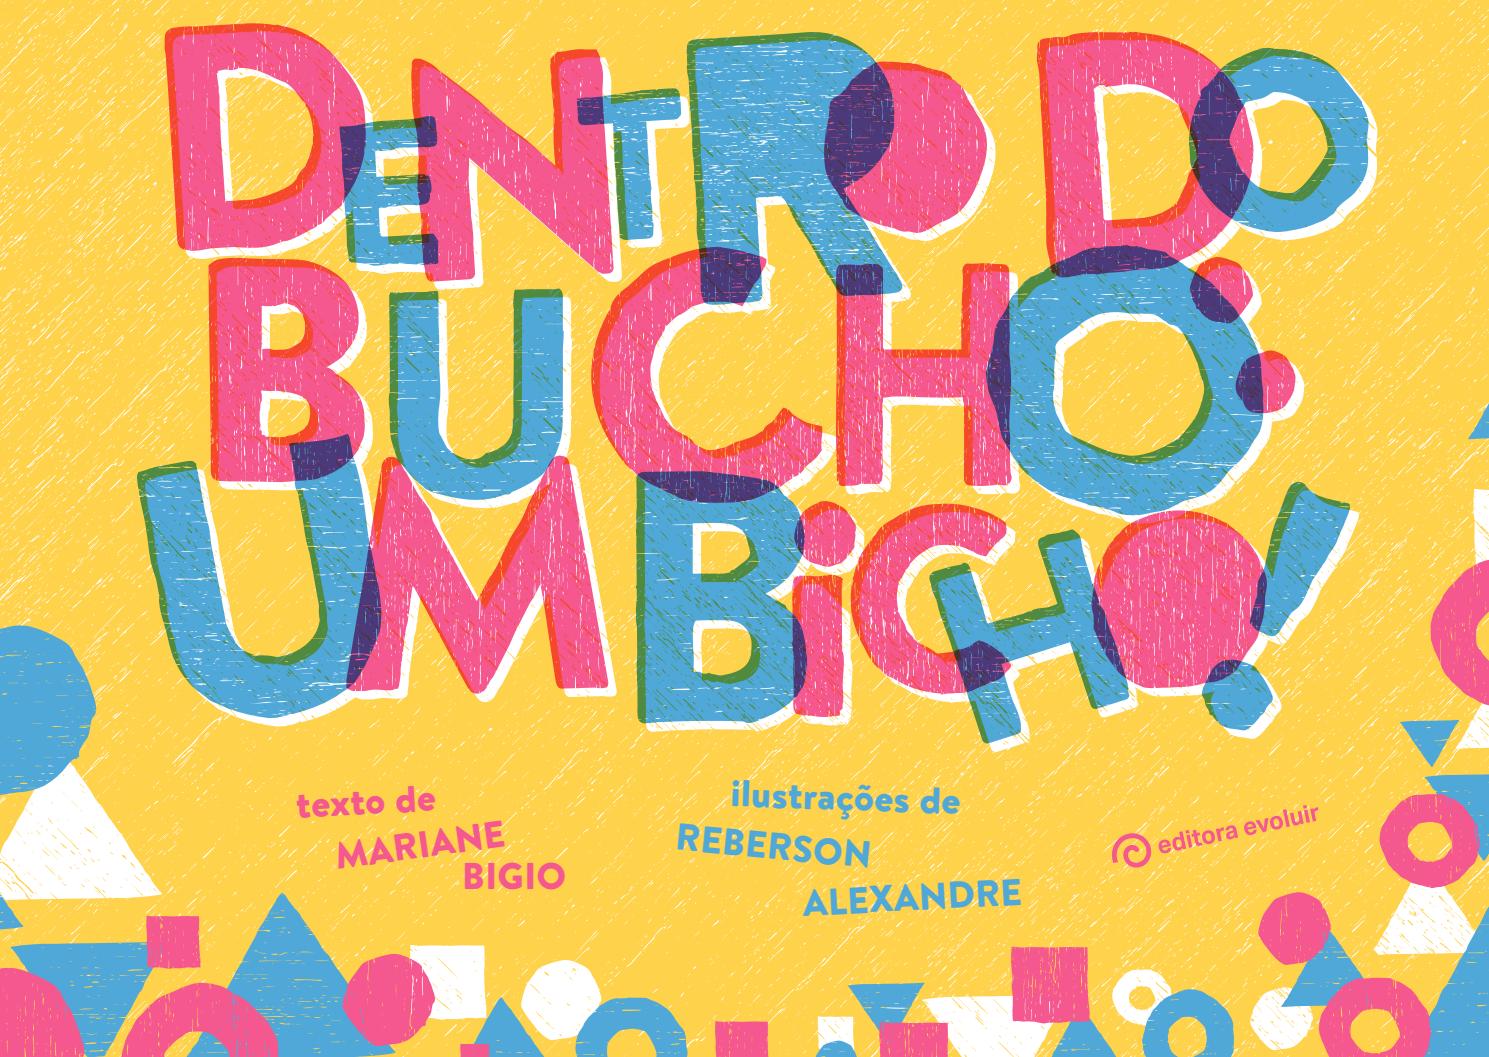 DENTRO DO
BUCHO:
UM BiCHO!
texto de
MARIANE
BIGIO
ilustrações de
REBERSON
ALEXANDRE
editora evoluir